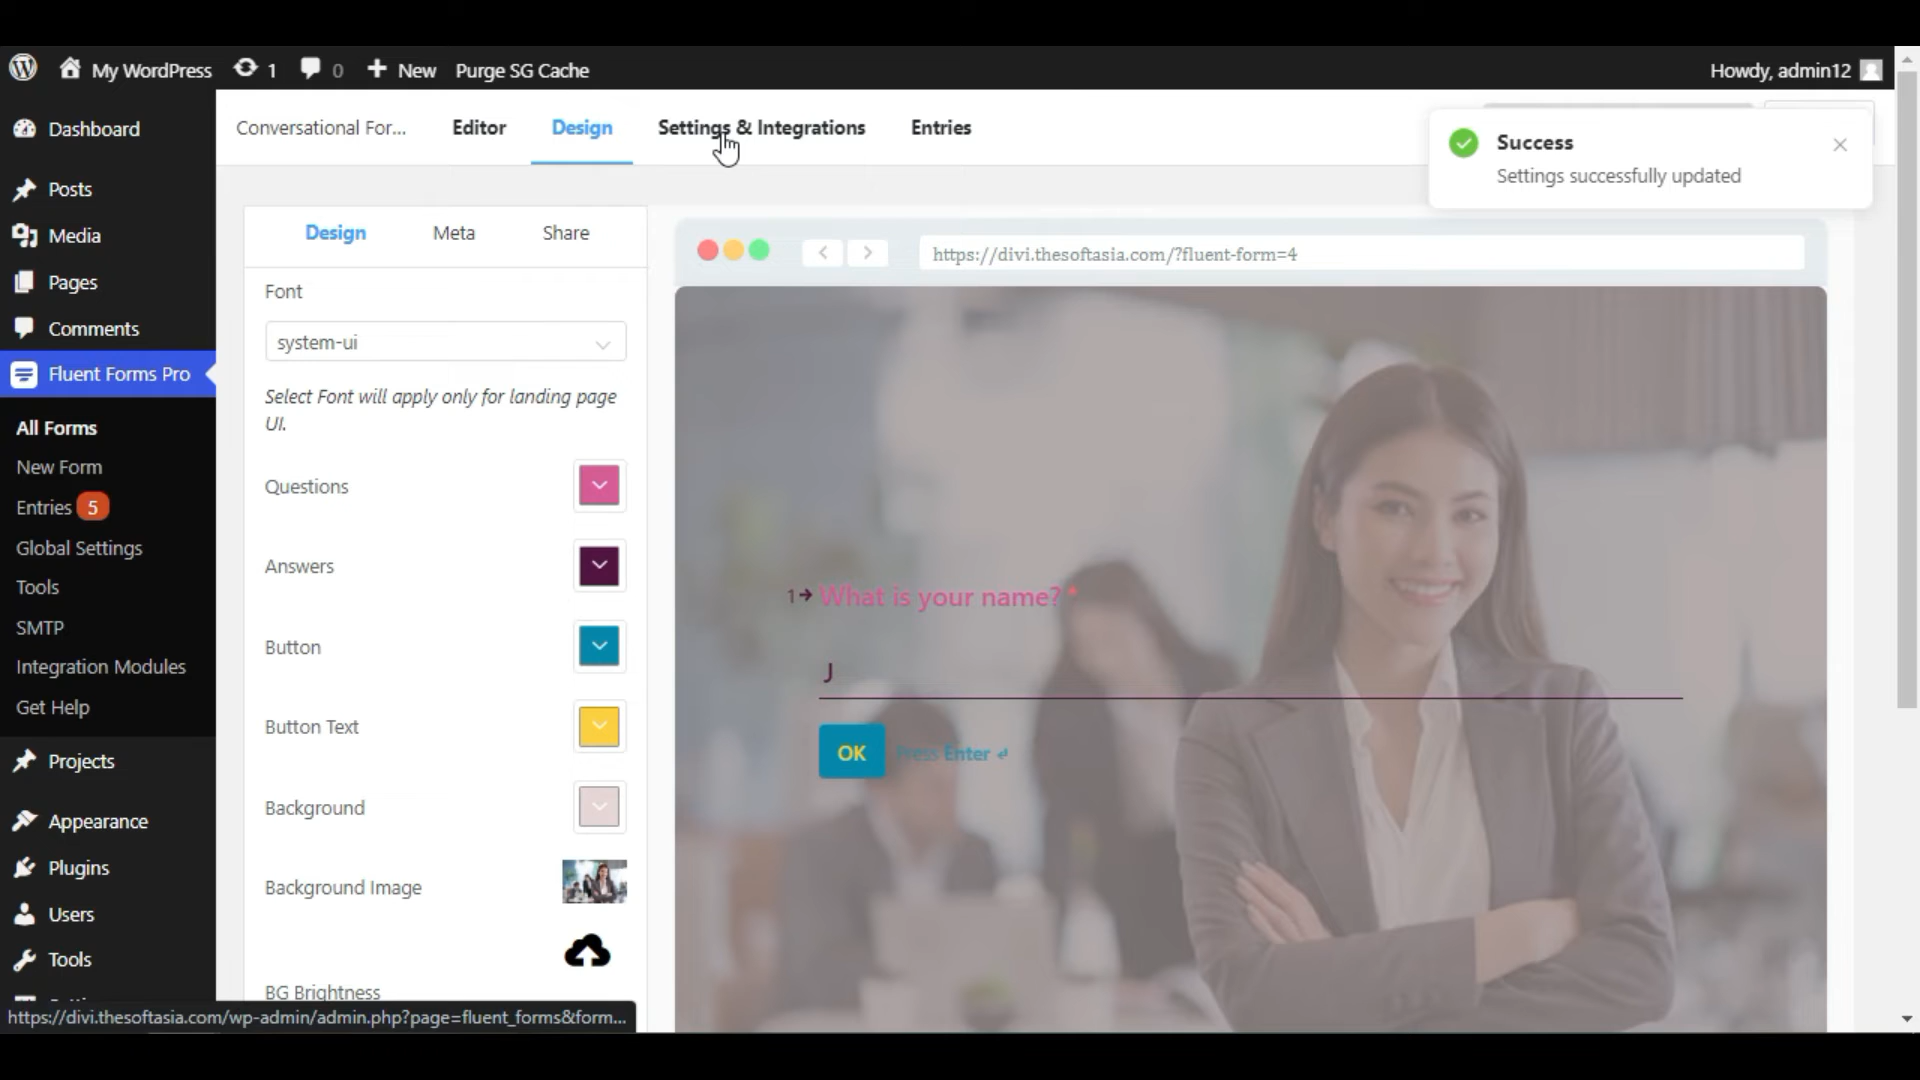 My WordPress 1 0 New Purge SG Cache Howdy, admin12
Dashboard
Posts
Media
Pages
Comments
Fluent Forms Pro
All Forms
New Form
Entries 5
Global Settings
Tools
SMTP
Integration Modules
Get Help
Projects
Appearance
Plugins
Users
Tools
Conversational For... Editor Design Settings & Integrations Entries
Success
Settings successfully updated
Design Meta Share
Font
system-ui
Select Font will apply only for landing page
UI.
Questions
Answers
Button
Button Text
Background
Background Image
BG Brightness
https://divi.thesoftasia.com/?fluent-form=4
1 What is your name? *
J
OK Press Enter
https://divi.thesoftasia.com/wp-admin/admin.php?page=fluent_forms&form...